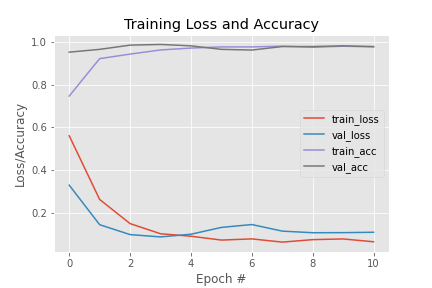 Training Loss and Accuracy
1.0
0.8
0.6
0.4
0.2
Loss/Accuracy
train_loss
val_loss
train_acc
val_acc
0 2 4 6 8 10
Epoch #